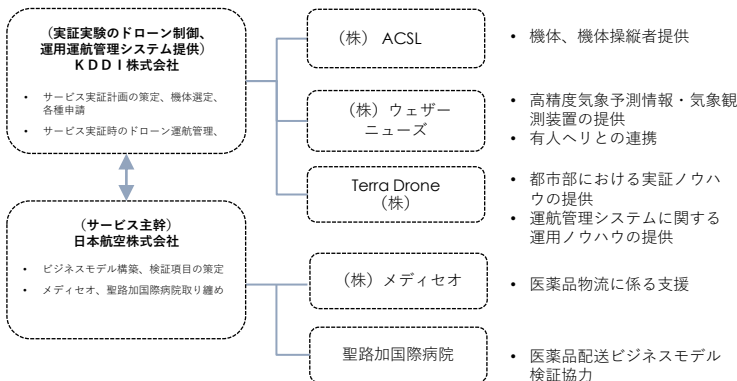 （実証実験のドローン制御、
運用運航管理システム提供）
ＫＤＤＩ株式会社
• サービス実証計画の策定、機体選定、
各種申請
• サービス実証時のドローン運航管理、
（サービス主幹）
日本航空株式会社
• ビジネスモデル構築、検証項目の策定
• メディセオ、聖路加国際病院取り纏め
（株）ACSL
• 機体、機体操縦者提供
（株）ウェザー
ニューズ
• 高精度気象予測情報・気象観
測装置の提供
• 有人ヘリとの連携
Terra Drone
（株）
• 都市部における実証ノウハ
ウの提供
• 運航管理システムに関する
運用ノウハウの提供
（株）メディセオ
• 医薬品物流に係る支援
聖路加国際病院
• 医薬品配送ビジネスモデル
検証協力